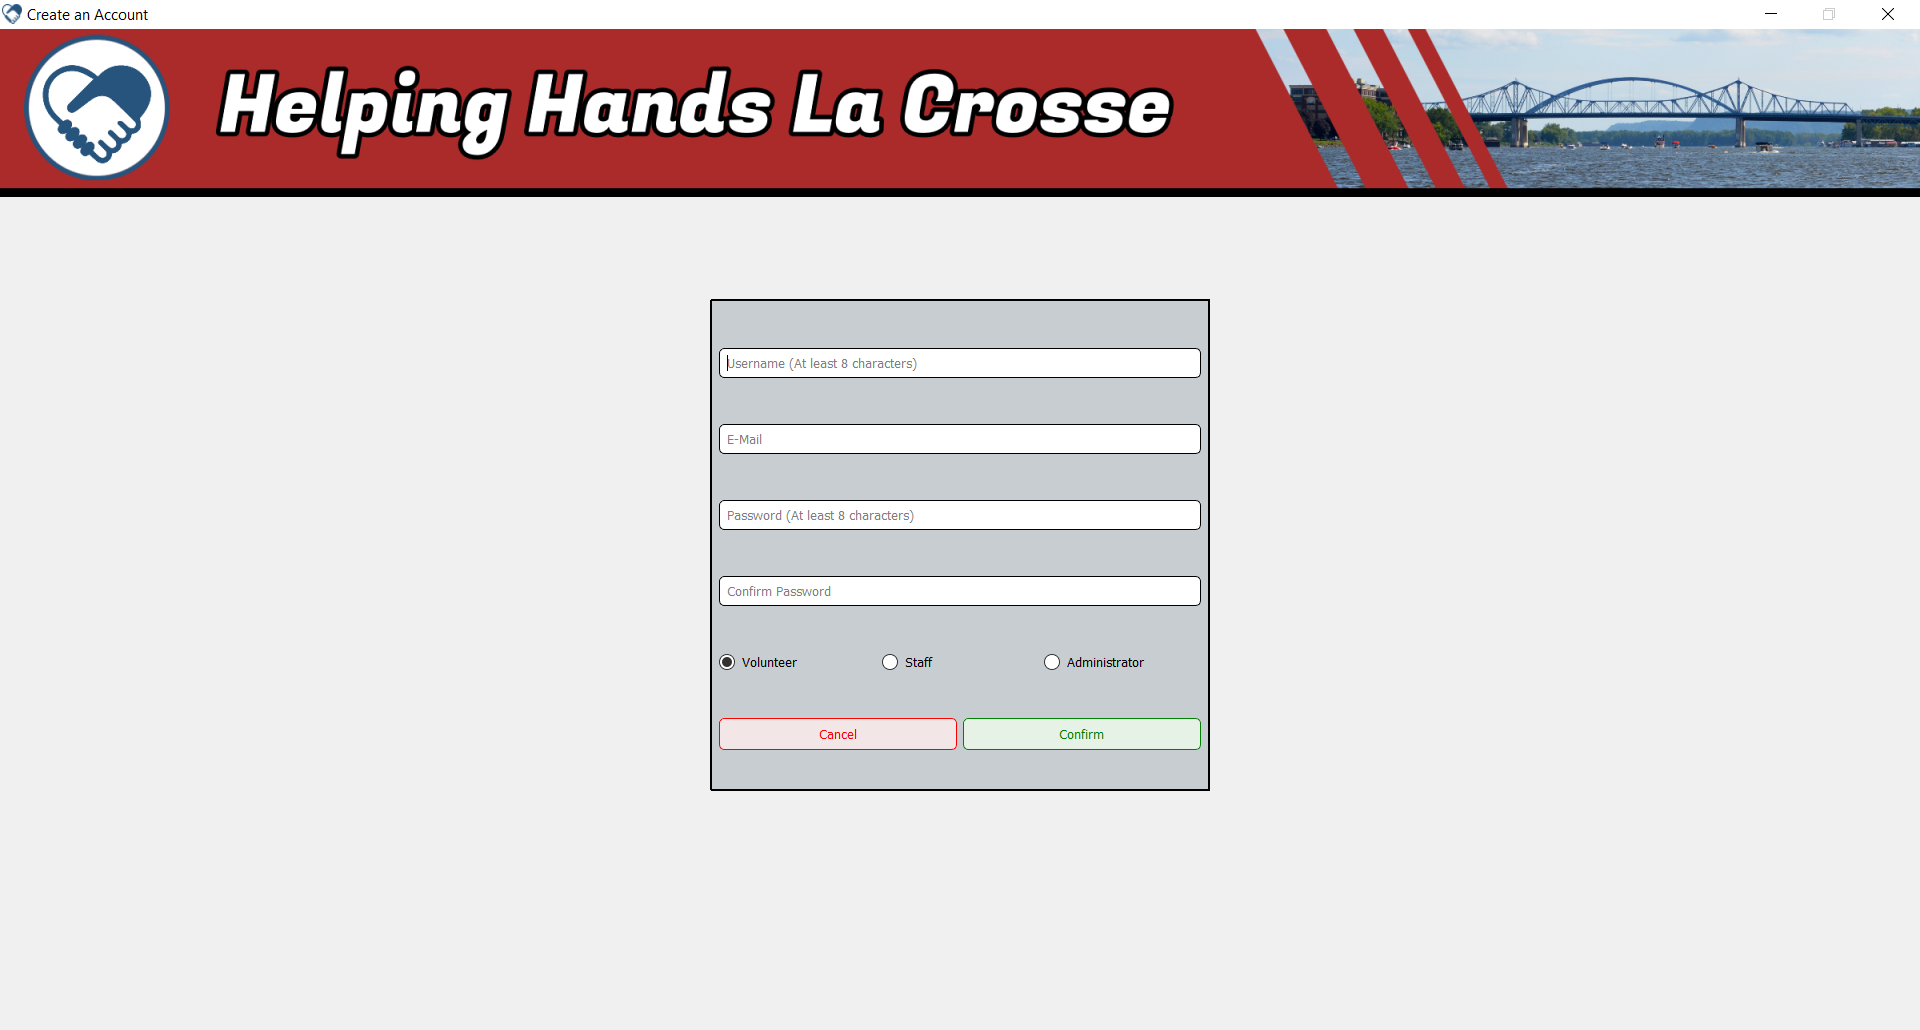 Create an Account
Helping Hands La Crosse
Username (At least 8 characters)
E-Mail
Password (At least 8 characters)
Confirm Password
Volunteer Staff Administrator
Cancel Confirm